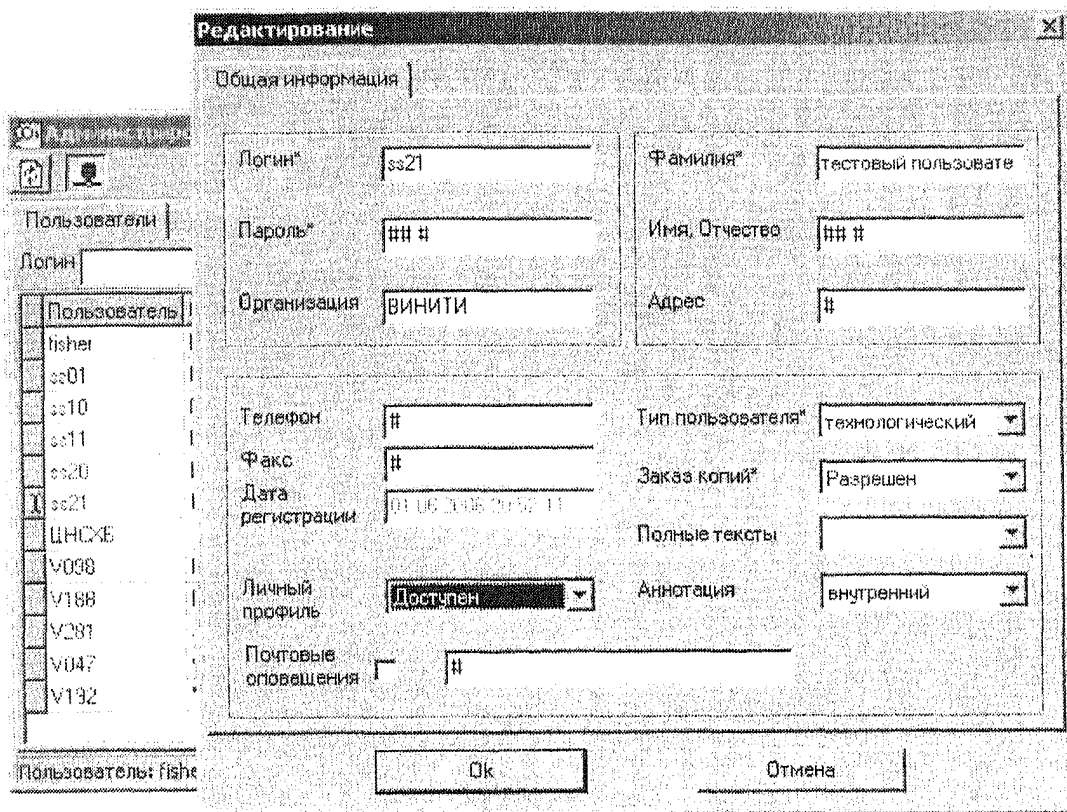 Редактирование
Общая информация
Логин*
ss21
Фамилия*
тестовый пользовате
Пароль*
## #
Имя, Отчество
## #
Организация
ВИНИТИ
Адрес
#
Телефон
#
Тип пользователя*
технологический
Факс
#
Заказ копий*
Разрешен
Дата
регистрации
Полные тексты
Личный
профиль
Доступен
Аннотация
внутренний
Почтовые
оповещения
#
Ok
Отмена
Пользователи
Логин
Пользователь
fisher
ss01
ss10
ss11
ss20
ss21
ЦНСХБ
V098
V188
V281
V047
V192
Пользователь: fishe